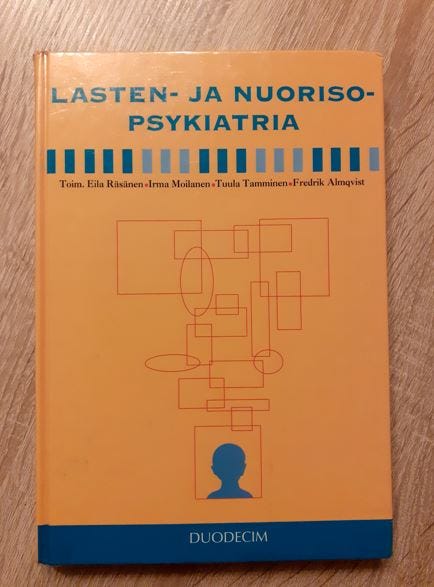 LASTEN- JA NUORISO-
PSYKIATRIA
Toim. Eila Räsänen • Irma Moilanen • Tuula Tamminen • Fredrik Almqvist
DUODECIM